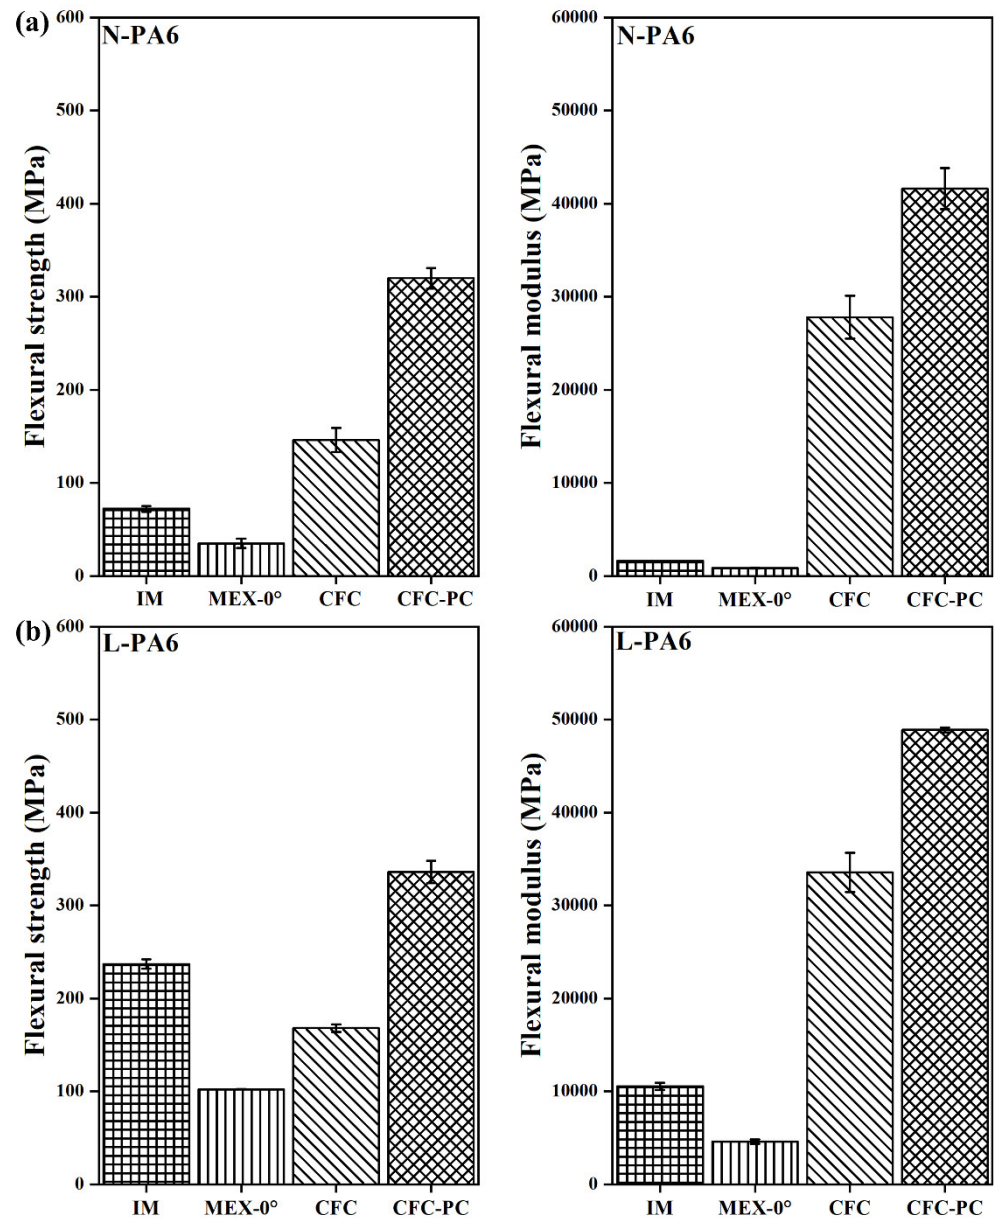 (a)
N-PA6
Flexural strength (MPa)
600
500
400
300
200
100
0
IM MEX-0° CFC CFC-PC
N-PA6
Flexural modulus (MPa)
60000
50000
40000
30000
20000
10000
0
IM MEX-0° CFC CFC-PC
(b)
L-PA6
Flexural strength (MPa)
600
500
400
300
200
100
0
IM MEX-0° CFC CFC-PC
L-PA6
Flexural modulus (MPa)
60000
50000
40000
30000
20000
10000
0
IM MEX-0° CFC CFC-PC